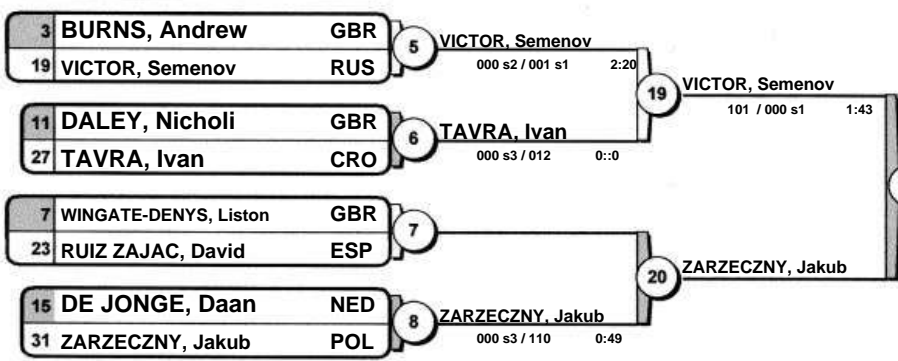 3 BURNS, Andrew GBR
19 VICTOR, Semenov RUS
5
VICTOR, Semenov
000 s2 / 001 s1 2:20
11 DALEY, Nicholi GBR
27 TAVRA, Ivan CRO
6
TAVRA, Ivan
000 s3 / 012 0::0
19
VICTOR, Semenov
101 / 000 s1 1:43
7 WINGATE-DENYS, Liston GBR
23 RUIZ ZAJAC, David ESP
7
15 DE JONGE, Daan NED
31 ZARZECZNY, Jakub POL
8
ZARZECZNY, Jakub
000 s3 / 110 0:49
20
ZARZECZNY, Jakub